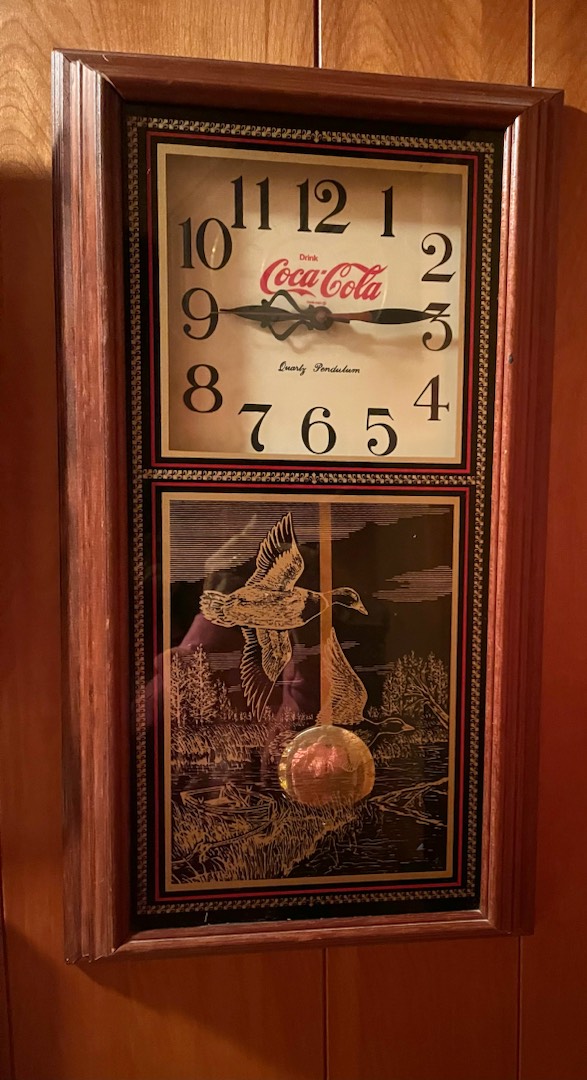 11 12 1
10 2
Drink
Coca-Cola
9 3
Quartz Pendulum
8 4
7 6 5